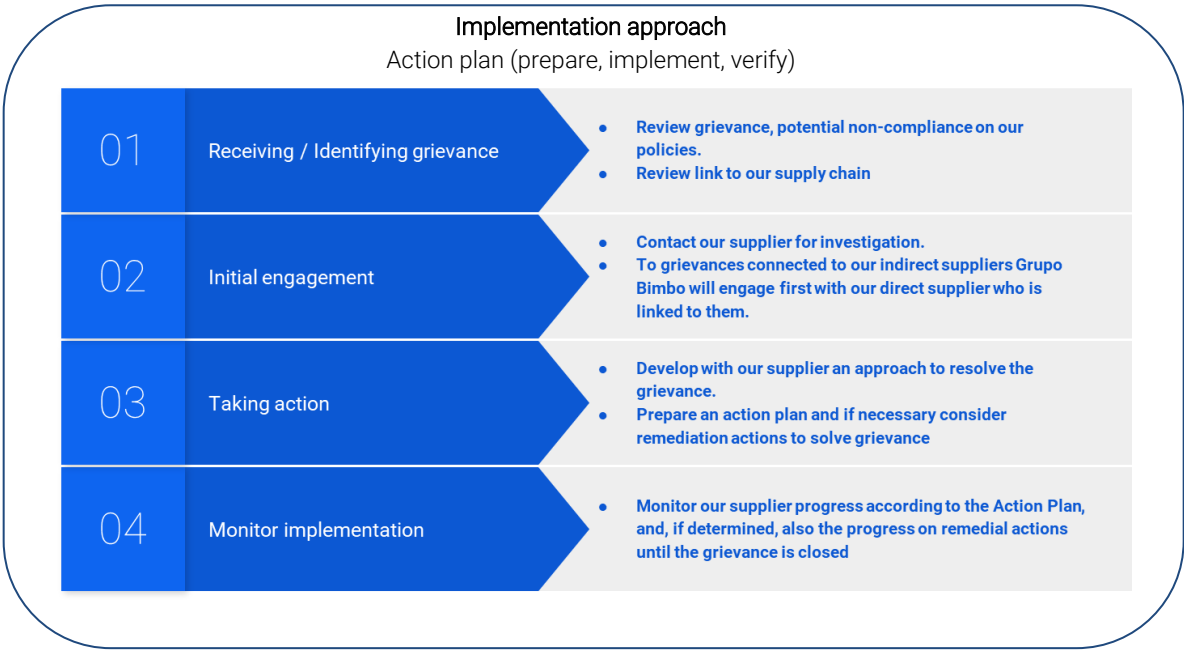 Implementation approach
Action plan (prepare, implement, verify)
01
Receiving / Identifying grievance
● Review grievance, potential non-compliance on our
policies.
● Review link to our supply chain
02
Initial engagement
● Contact our supplier for investigation.
● To grievances connected to our indirect suppliers Grupo
Bimbo will engage first with our direct supplier who is
linked to them.
03
Taking action
● Develop with our supplier an approach to resolve the
grievance.
● Prepare an action plan and if necessary consider
remediation actions to solve grievance
04
Monitor implementation
● Monitor our supplier progress according to the Action Plan,
and, if determined, also the progress on remedial actions
until the grievance is closed